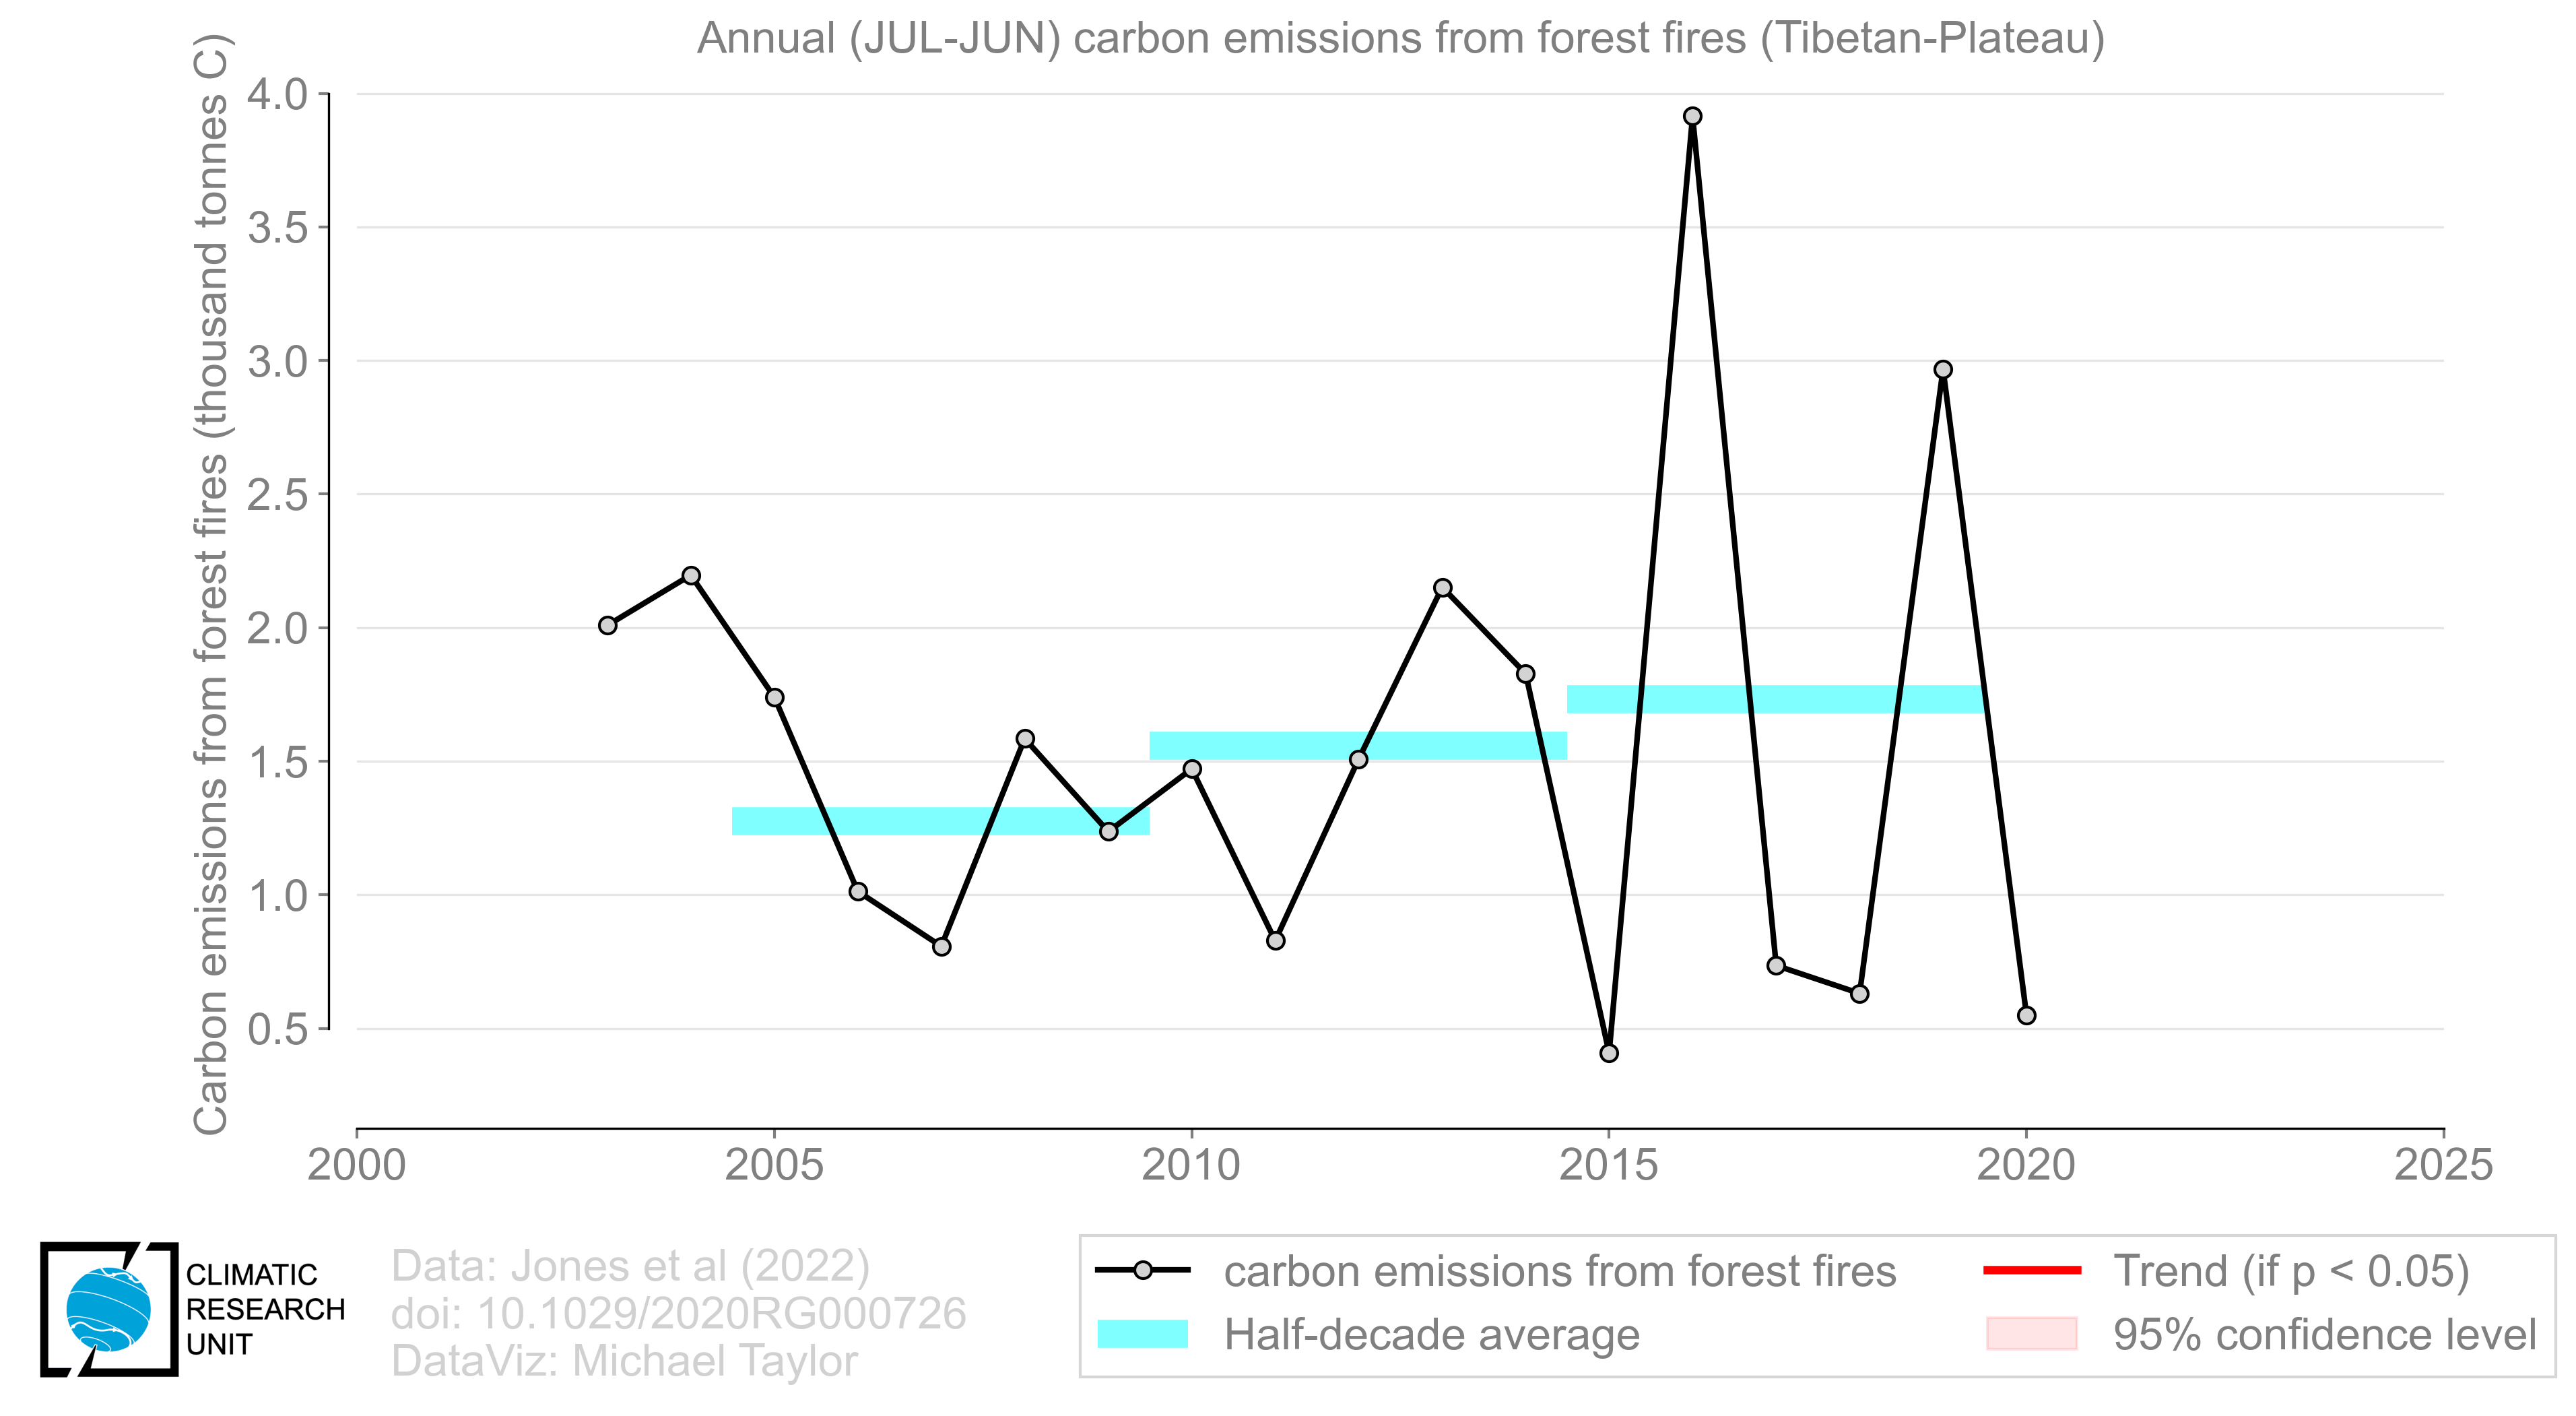 Annual (JUL-JUN) carbon emissions from forest fires (Tibetan-Plateau)
Carbon emissions from forest fires (thousand tonnes C)
4.0
3.5
3.0
2.5
2.0
1.5
1.0
0.5
2000 2005 2010 2015 2020 2025
CLIMATIC
RESEARCH
UNIT
Data: Jones et al (2022)
doi: 10.1029/2020RG000726
DataViz: Michael Taylor
carbon emissions from forest fires
Half-decade average
Trend (if p < 0.05)
95% confidence level